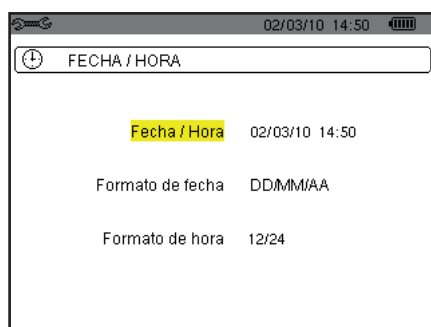 02/03/10 14:50
FECHA / HORA
Fecha / Hora 02/03/10 14:50
Formato de fecha DD/MM/AA
Formato de hora 12/24